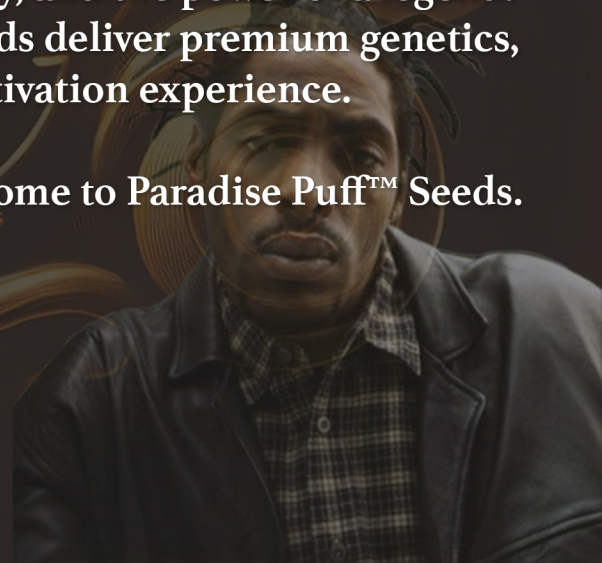 ds deliver premium genetics,
tivation experience.
ome to Paradise Puff™ Seeds.